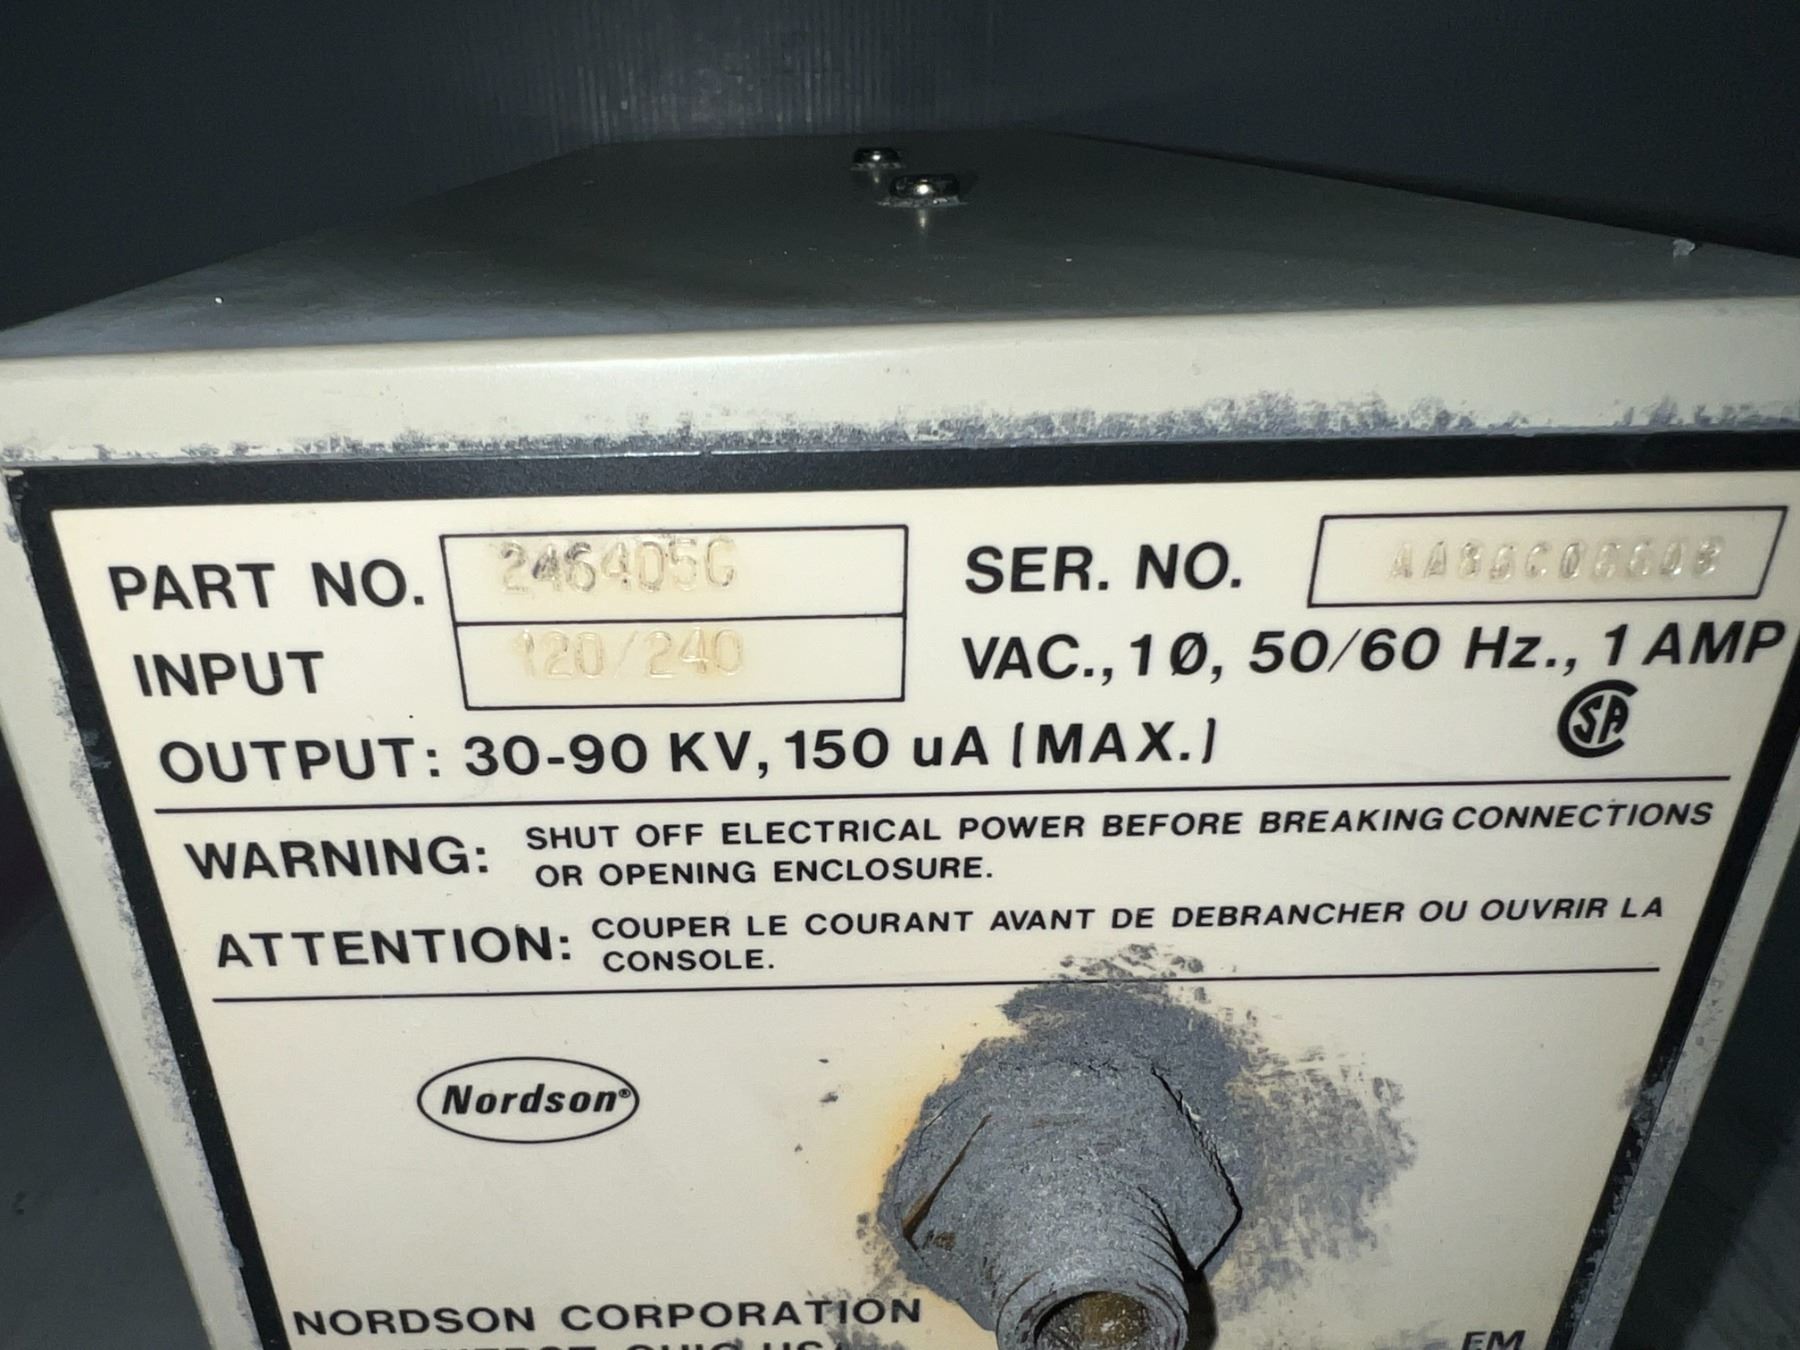 PART NO. 246405C SER. NO.
INPUT 120/240 VAC., 1Ø, 50/60 Hz., 1 AMP
OUTPUT: 30-90 KV, 150 uA (MAX.)
SA
WARNING: SHUT OFF ELECTRICAL POWER BEFORE BREAKING CONNECTIONS
OR OPENING ENCLOSURE.
ATTENTION: COUPER LE COURANT AVANT DE DEBRANCHER OU OUVRIR LA
CONSOLE.
Nordson®
NORDSON CORPORATION